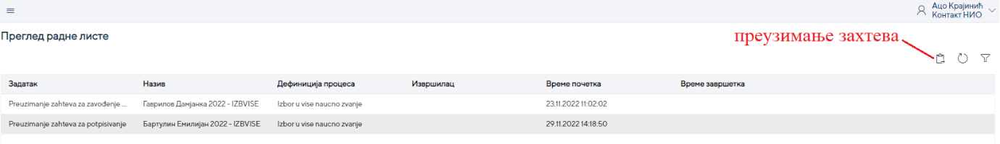 Ацо Крајинић
Контакт НИО
Преглед радне листе
преузимање захтева
Задатак Назив Дефиниција процеса Извршилац Време почетка Време завршетка
Preuzimanje zahteva za zavođenje ... Гаврилов Дамјанка 2022 - IZBVISE Izbor u vise naucno zvanje 23.11.2022 11:02:02
Preuzimanje zahteva za potpisivanje Бартулин Емилијан 2022 - IZBVISE Izbor u vise naucno zvanje 29.11.2022 14:18:50